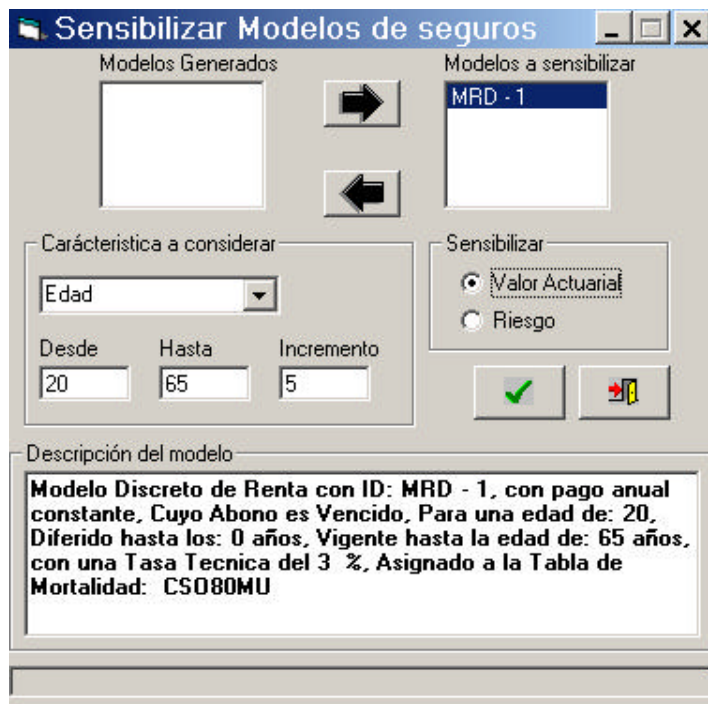 Sensibilizar Modelos de seguros
Modelos Generados
Modelos a sensibilizar
MRD - 1
Carácteristica a considerar
Edad
Desde Hasta Incremento
20 65 5
Sensibilizar
Valor Actuarial
Riesgo
Descripción del modelo
Modelo Discreto de Renta con ID: MRD - 1, con pago anual
constante, Cuyo Abono es Vencido, Para una edad de: 20,
Diferido hasta los: 0 años, Vigente hasta la edad de: 65 años,
con una Tasa Tecnica del 3 %, Asignado a la Tabla de
Mortalidad: CSO80MU